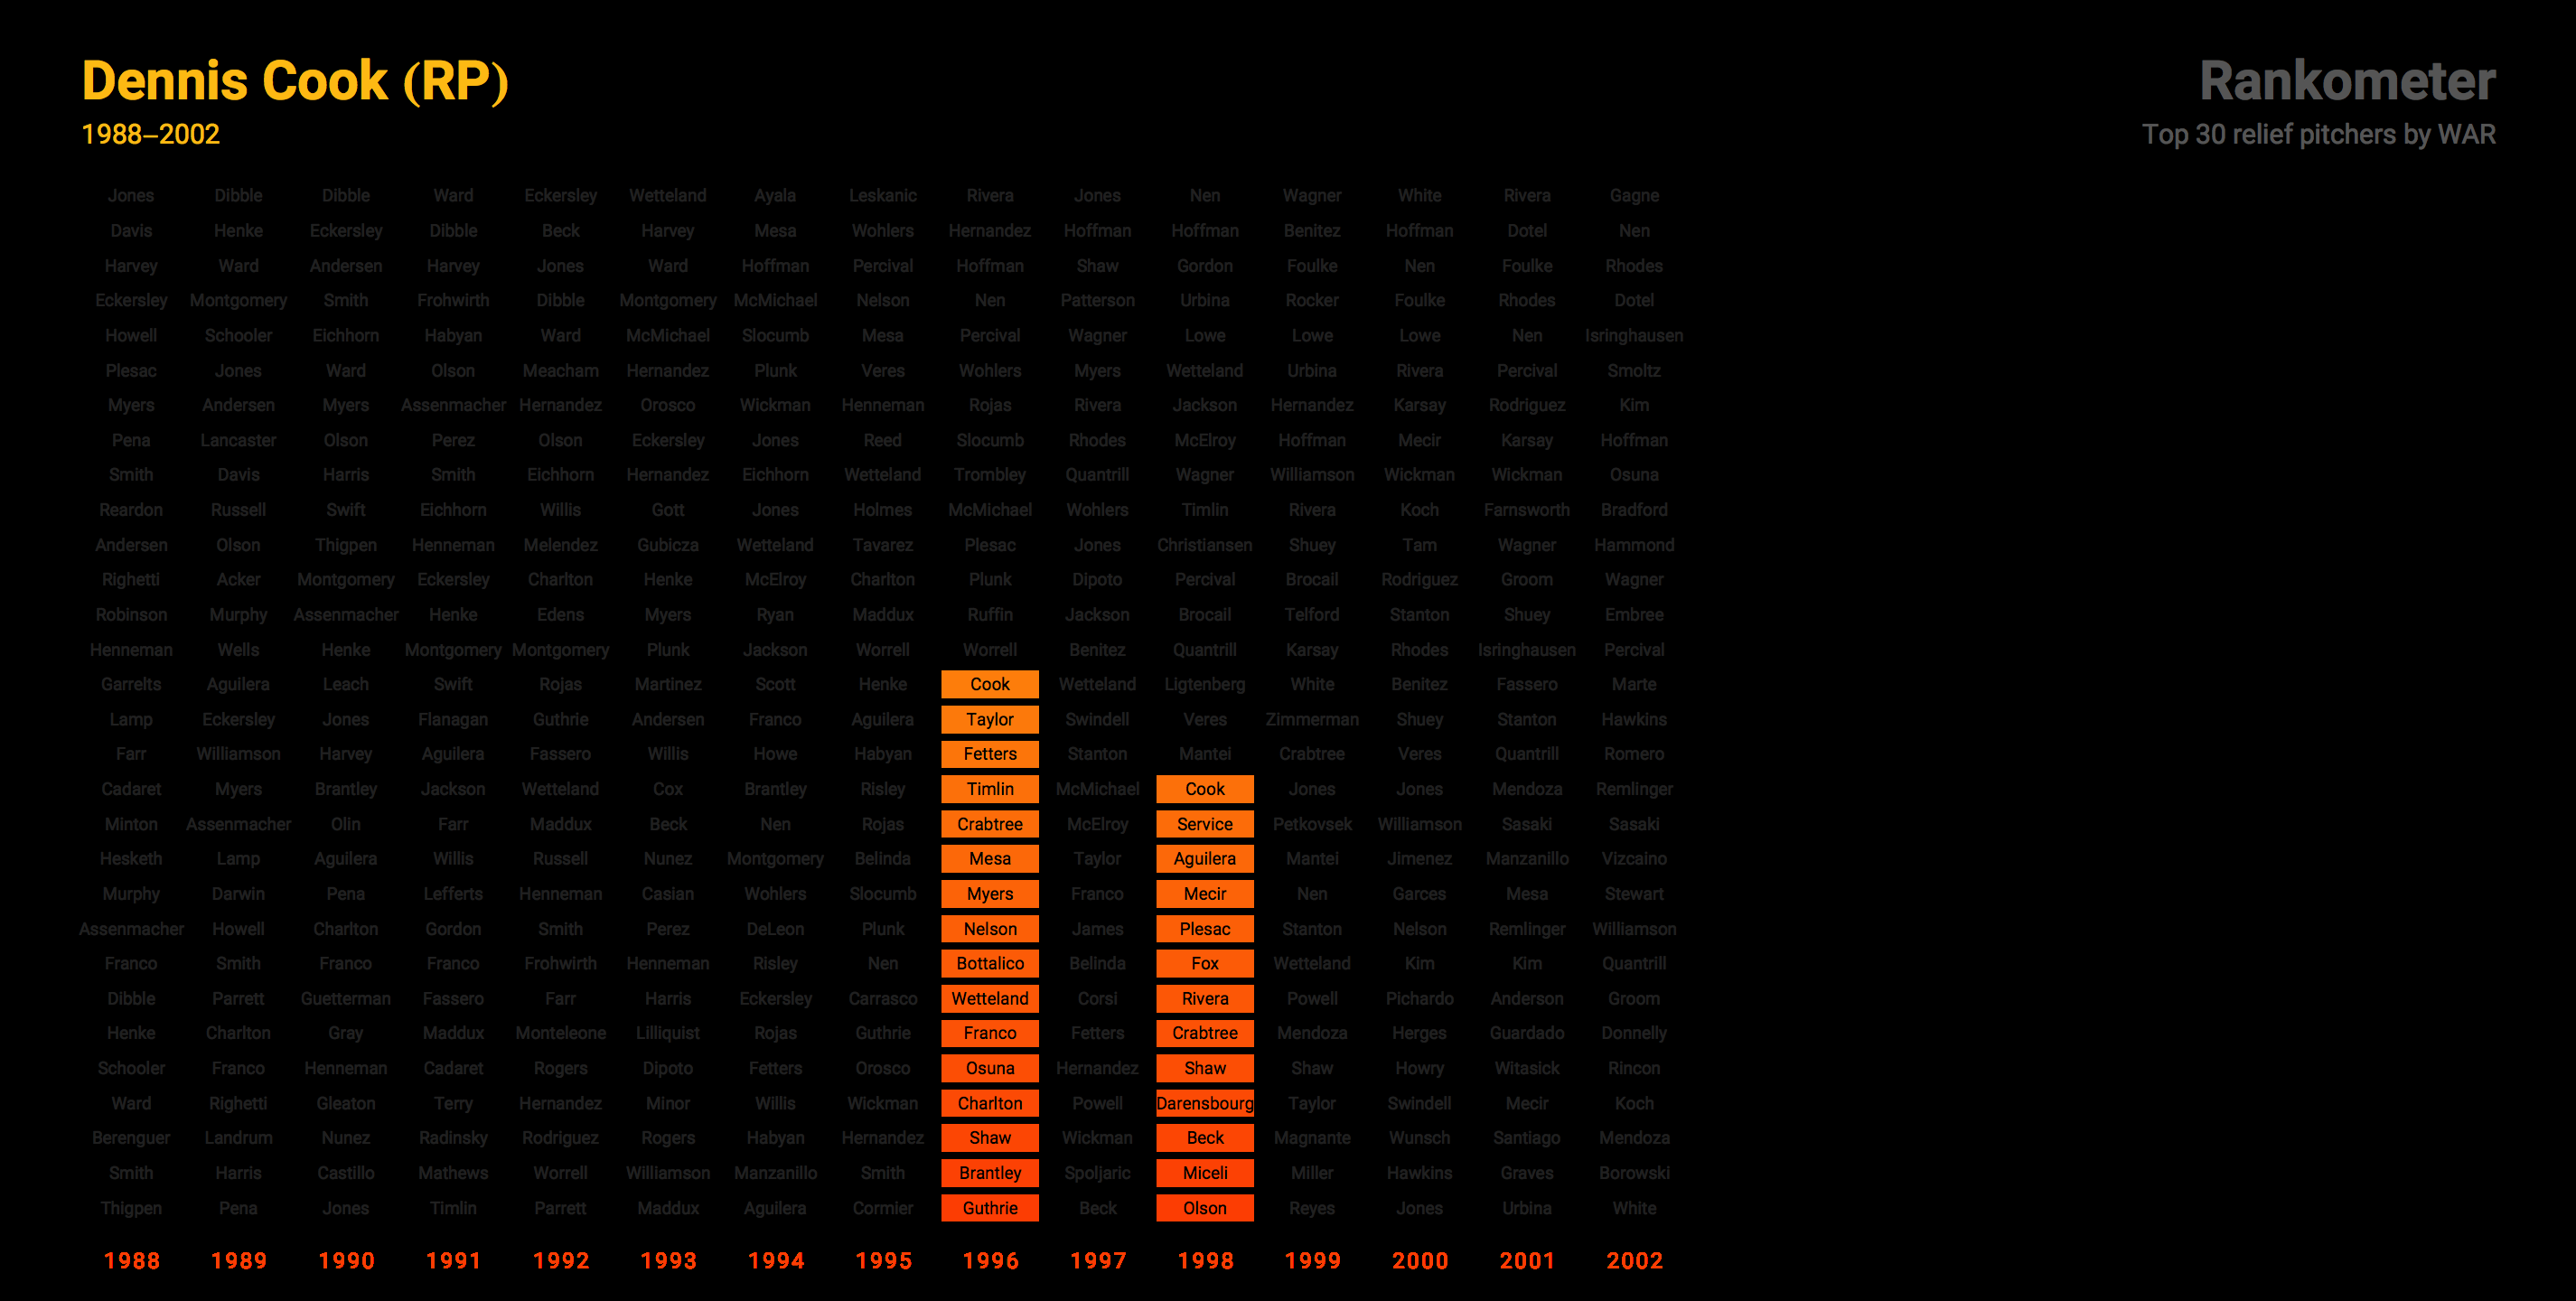 Dennis Cook (RP)
1988–2002
Rankometer
Top 30 relief pitchers by WAR
Jones Dibble Dibble Ward Eckersley Wetteland Ayala Leskanic Rivera Jones Nen Wagner White Rivera Gagne
Davis Henke Eckersley Dibble Beck Harvey Mesa Wohlers Hernandez Hoffman Hoffman Benitez Hoffman Dotel Nen
Harvey Ward Andersen Harvey Jones Ward Hoffman Percival Hoffman Shaw Gordon Foulke Nen Foulke Rhodes
Eckersley Montgomery Smith Frohwirth Dibble Montgomery McMichael Nelson Nen Patterson Urbina Rocker Foulke Rhodes Dotel
Howell Schooler Eichhorn Habyan Ward McMichael Slocumb Mesa Percival Wagner Lowe Lowe Lowe Nen Isringhausen
Plesac Jones Ward Olson Meacham Hernandez Plunk Veres Wohlers Myers Wetteland Urbina Rivera Percival Smoltz
Myers Andersen Myers Assenmacher Hernandez Orosco Wickman Henneman Rojas Rivera Jackson Hernandez Karsay Rodriguez Kim
Pena Lancaster Olson Perez Olson Eckersley Jones Reed Slocumb Rhodes McElroy Hoffman Mecir Karsay Hoffman
Smith Davis Harris Smith Eichhorn Hernandez Eichhorn Wetteland Trombley Quantrill Wagner Williamson Wickman Wickman Osuna
Reardon Russell Swift Eichhorn Willis Gott Jones Holmes McMichael Wohlers Timlin Rivera Koch Farnsworth Bradford
Andersen Olson Thigpen Henneman Melendez Gubicza Wetteland Tavarez Plesac Jones Christiansen Shuey Tam Wagner Hammond
Righetti Acker Montgomery Eckersley Charlton Henke McElroy Charlton Plunk Dipoto Percival Brocail Rodriguez Groom Wagner
Robinson Murphy Assenmacher Henke Edens Myers Ryan Maddux Ruffin Jackson Brocail Telford Stanton Shuey Embree
Henneman Wells Henke Montgomery Montgomery Plunk Jackson Worrell Worrell Benitez Quantrill Karsay Rhodes Isringhausen Percival
Garrelts Aguilera Leach Swift Rojas Martinez Scott Henke Cook Wetteland LIgtenberg White Benitez Fassero Marte
Lamp Eckersley Jones Flanagan Guthrie Andersen Franco Aguilera Taylor Swindell Veres Zimmerman Shuey Stanton Hawkins
Farr Williamson Harvey Aguilera Fassero Willis Howe Habyan Fetters Stanton Mantei Crabtree Veres Quantrill Romero
Cadaret Myers Brantley Jackson Wetteland Cox Brantley Risley Timlin McMichael Cook Jones Jones Mendoza Remlinger
Minton Assenmacher Olin Farr Maddux Beck Nen Rojas Crabtree McElroy Service Petkovsek Williamson Sasaki Sasaki
Hesketh Lamp Aguilera Willis Russell Nunez Montgomery Belinda Mesa Taylor Aguilera Mantei Jimenez Manzanillo Vizcaino
Murphy Darwin Pena Lefferts Henneman Casian Wohlers Slocumb Myers Franco Mecir Nen Garces Mesa Stewart
Assenmacher Howell Charlton Gordon Smith Perez DeLeon Plunk Nelson James Plesac Stanton Nelson Remlinger Williamson
Franco Smith Franco Franco Frohwirth Henneman Risley Nen Bottalico Belinda Fox Wetteland Kim Kim Quantrill
Dibble Parrett Guetterman Fassero Farr Harris Eckersley Carrasco Wetteland Corsi Rivera Powell Pichardo Anderson Groom
Henke Charlton Gray Maddux Monteleone Lilliquist Rojas Guthrie Franco Fetters Crabtree Mendoza Herges Guardado Donnelly
Schooler Franco Henneman Cadaret Rogers Dipoto Fetters Orosco Osuna Hernandez Shaw Shaw Howry Witasick Rincon
Ward Righetti Gleaton Terry Hernandez Minor Willis Wickman Charlton Powell Darensbourg Taylor Swindell Mecir Koch
Berenguer Landrum Nunez Radinsky Rodriguez Rogers Habyan Hernandez Shaw Wickman Beck Magnante Wunsch Santiago Mendoza
Smith Harris Castillo Mathews Worrell Williamson Manzanillo Smith Brantley Spoljaric Miceli Miller Hawkins Graves Borowski
Thigpen Pena Jones Timlin Parrett Maddux Aguilera Cormier Guthrie Beck Olson Reyes Jones Urbina White
1988 1989 1990 1991 1992 1993 1994 1995 1996 1997 1998 1999 2000 2001 2002